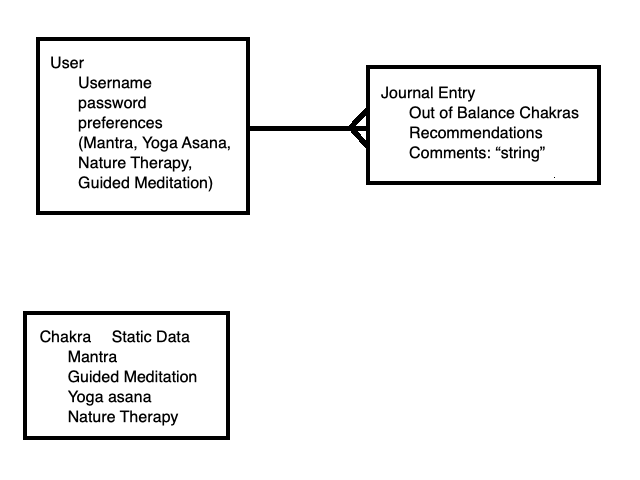 User
Username
password
preferences
(Mantra, Yoga Asana,
Nature Therapy,
Guided Meditation)
Journal Entry
Out of Balance Chakras
Recommendations
Comments: “string”
Chakra Static Data
Mantra
Guided Meditation
Yoga asana
Nature Therapy